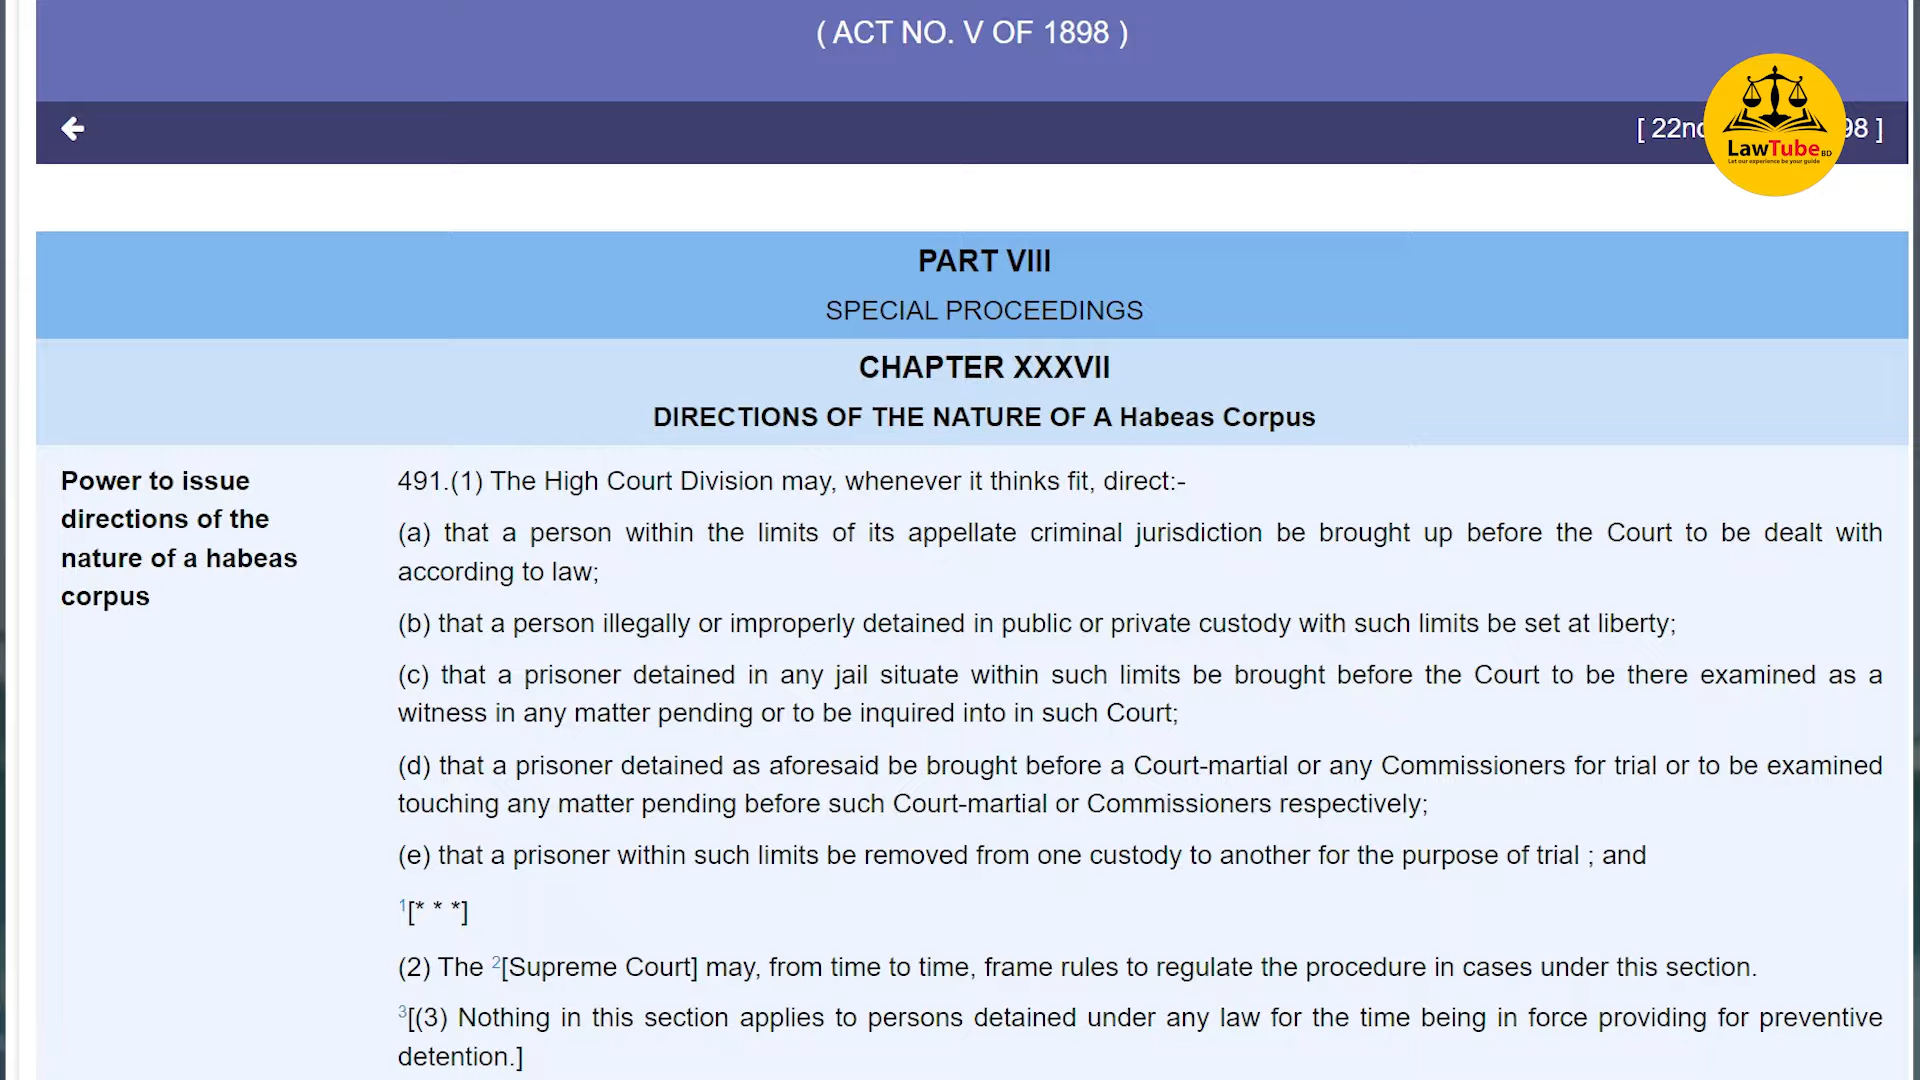 ( ACT NO. V OF 1898 )
[ 22nd 98 ]
LawTube BD
Let our experience be your guide
PART VIII
SPECIAL PROCEEDINGS
CHAPTER XXXVII
DIRECTIONS OF THE NATURE OF A Habeas Corpus
Power to issue
directions of the
nature of a habeas
corpus
491.(1) The High Court Division may, whenever it thinks fit, direct:-
(a) that a person within the limits of its appellate criminal jurisdiction be brought up before the Court to be dealt with
according to law;
(b) that a person illegally or improperly detained in public or private custody with such limits be set at liberty;
(c) that a prisoner detained in any jail situate within such limits be brought before the Court to be there examined as a
witness in any matter pending or to be inquired into in such Court;
(d) that a prisoner detained as aforesaid be brought before a Court-martial or any Commissioners for trial or to be examined
touching any matter pending before such Court-martial or Commissioners respectively;
(e) that a prisoner within such limits be removed from one custody to another for the purpose of trial ; and
1[* * *]
(2) The 2[Supreme Court] may, from time to time, frame rules to regulate the procedure in cases under this section.
3[(3) Nothing in this section applies to persons detained under any law for the time being in force providing for preventive
detention.]